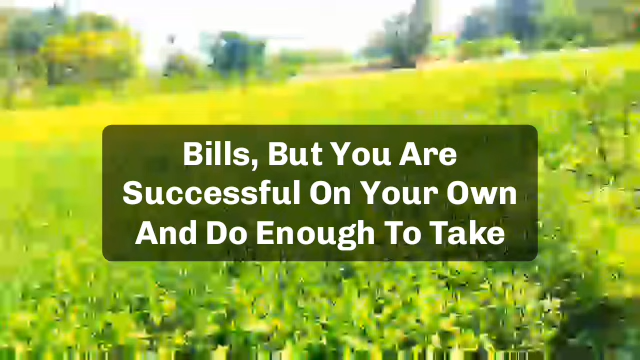 Bills, But You Are
Successful On Your Own
And Do Enough To Take